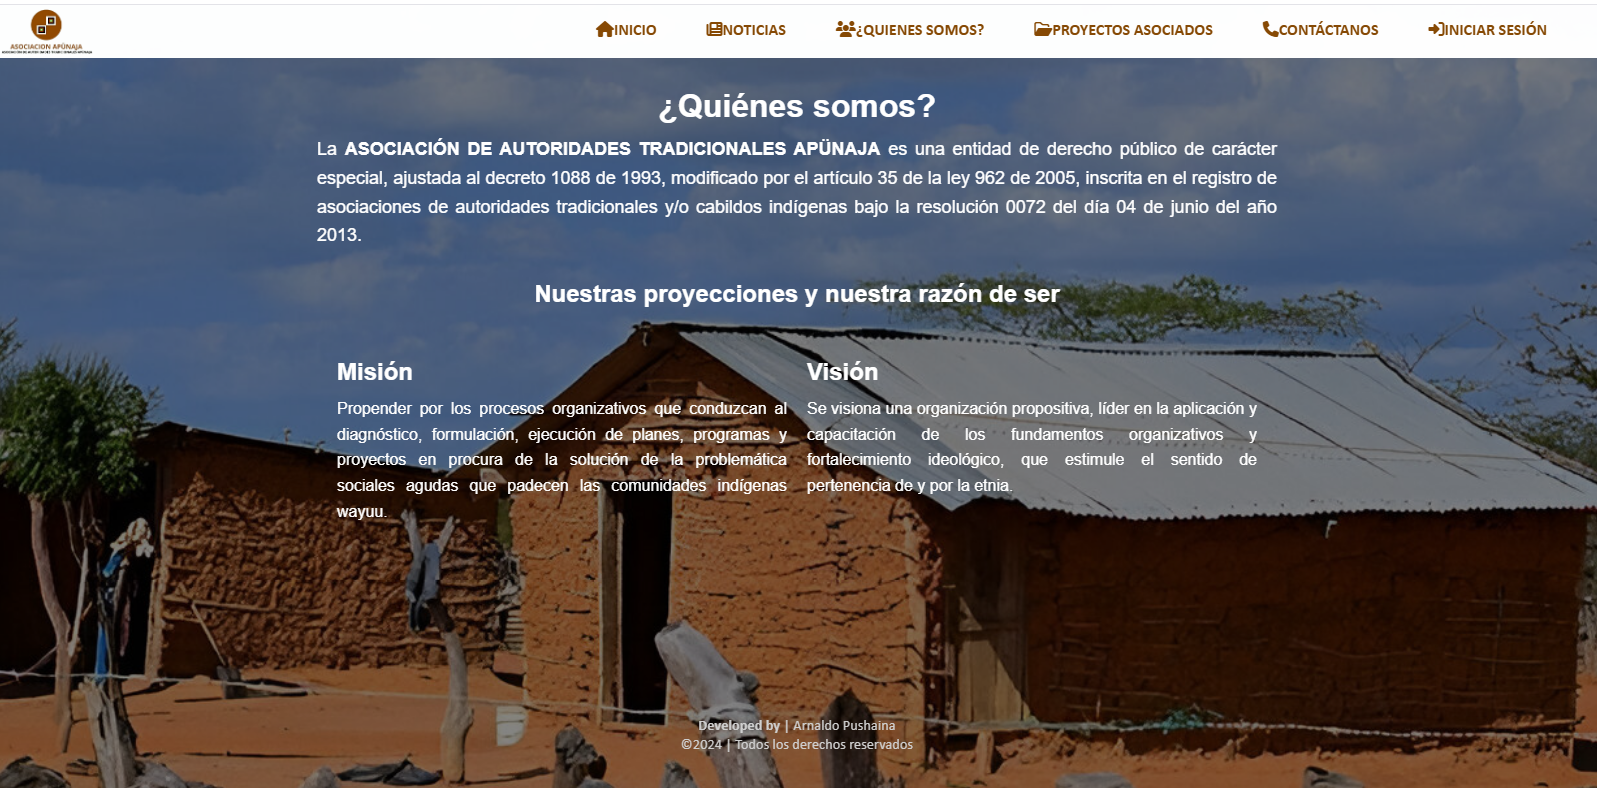 ASOCIACION APÜNAJA
INICIO
NOTICIAS
¿QUIENES SOMOS?
PROYECTOS ASOCIADOS
CONTÁCTANOS
INICIAR SESIÓN
¿Quiénes somos?
La ASOCIACIÓN DE AUTORIDADES TRADICIONALES APÜNAJA es una entidad de derecho público de carácter
especial, ajustada al decreto 1088 de 1993, modificado por el artículo 35 de la ley 962 de 2005, inscrita en el registro de
asociaciones de autoridades tradicionales y/o cabildos indígenas bajo la resolución 0072 del día 04 de junio del año
2013.
Nuestras proyecciones y nuestra razón de ser
Misión
Propender por los procesos organizativos que conduzcan al
diagnóstico, formulación, ejecución de planes, programas y
proyectos en procura de la solución de la problemática
sociales agudas que padecen las comunidades indígenas
wayuu.
Visión
Se visiona una organización propositiva, líder en la aplicación y
capacitación de los fundamentos organizativos y
fortalecimiento ideológico, que estimule el sentido de
pertenencia de y por la etnia.
Developed by | Arnaldo Pushaina
©2024 | Todos los derechos reservados